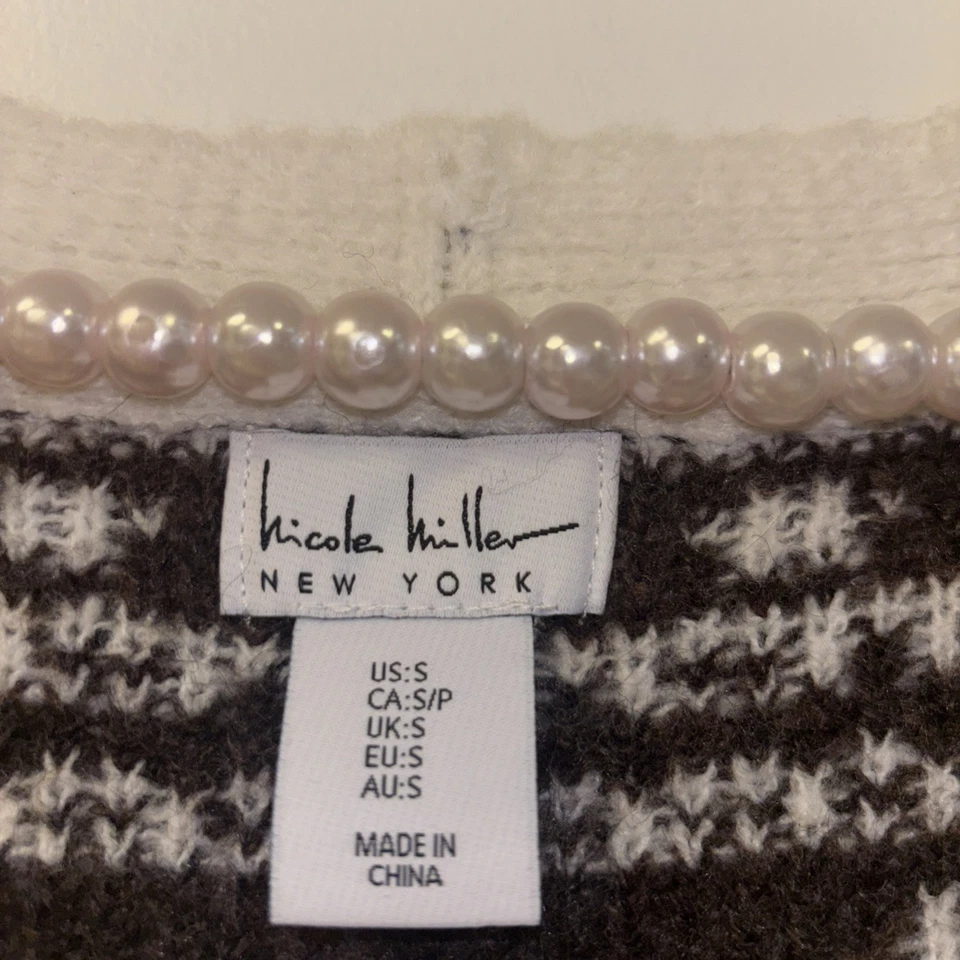 Nicole Miller
NEW YORK
US:S
CA:S/P
UK:S
EU:S
AU:S
MADE IN
CHINA